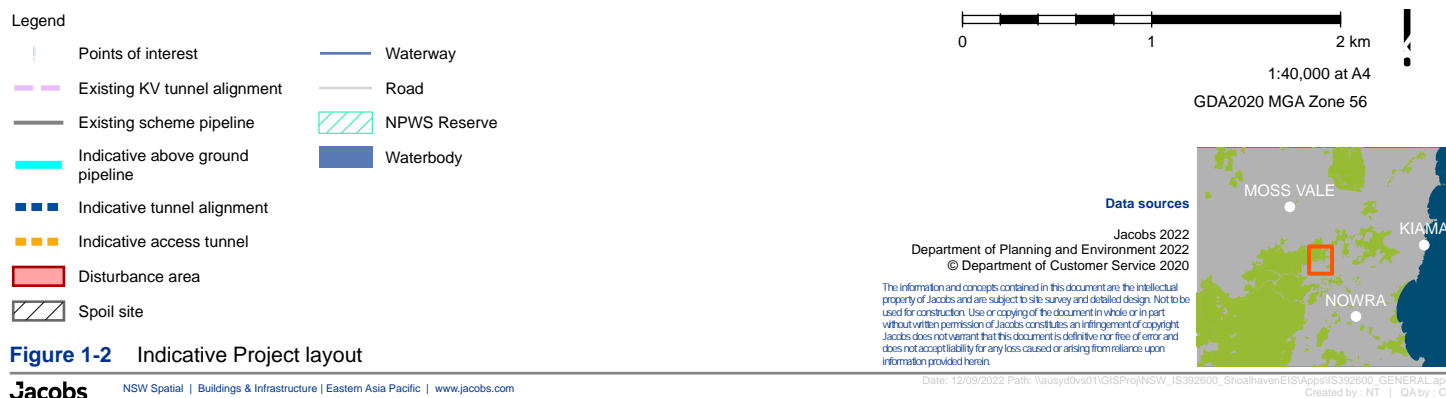 Legend
Points of interest
Existing KV tunnel alignment
Existing scheme pipeline
Indicative above ground
pipeline
Indicative tunnel alignment
Indicative access tunnel
Disturbance area
Spoil site
Waterway
Road
NPWS Reserve
Waterbody
0 1 2 km
1:40,000 at A4
GDA2020 MGA Zone 56
Data sources
Jacobs 2022
Department of Planning and Environment 2022
© Department of Customer Service 2020
The information and concepts contained in this document are the intellectual
property of Jacobs and are subject to site survey and detailed design. Not to be
used for construction. Use or copying of the document in whole or in part
without written permission of Jacobs constitutes an infringement of copyright.
Jacobs does not warrant that this document is definitive nor free of error and
does not accept liability for any loss caused or arising from reliance upon
information provided herein.
MOSS VALE
KIAMA
NOWRA
Figure 1-2 Indicative Project layout
Jacobs NSW Spatial | Buildings & Infrastructure | Eastern Asia Pacific | www.jacobs.com
Date: 12/09/2022 Path: \\ausyd0vs01\GISProj\NSW_IS392600_ShoalhavenEIS\Apps\IS392600_GENERAL.ap
Created by : NT | QA by : C